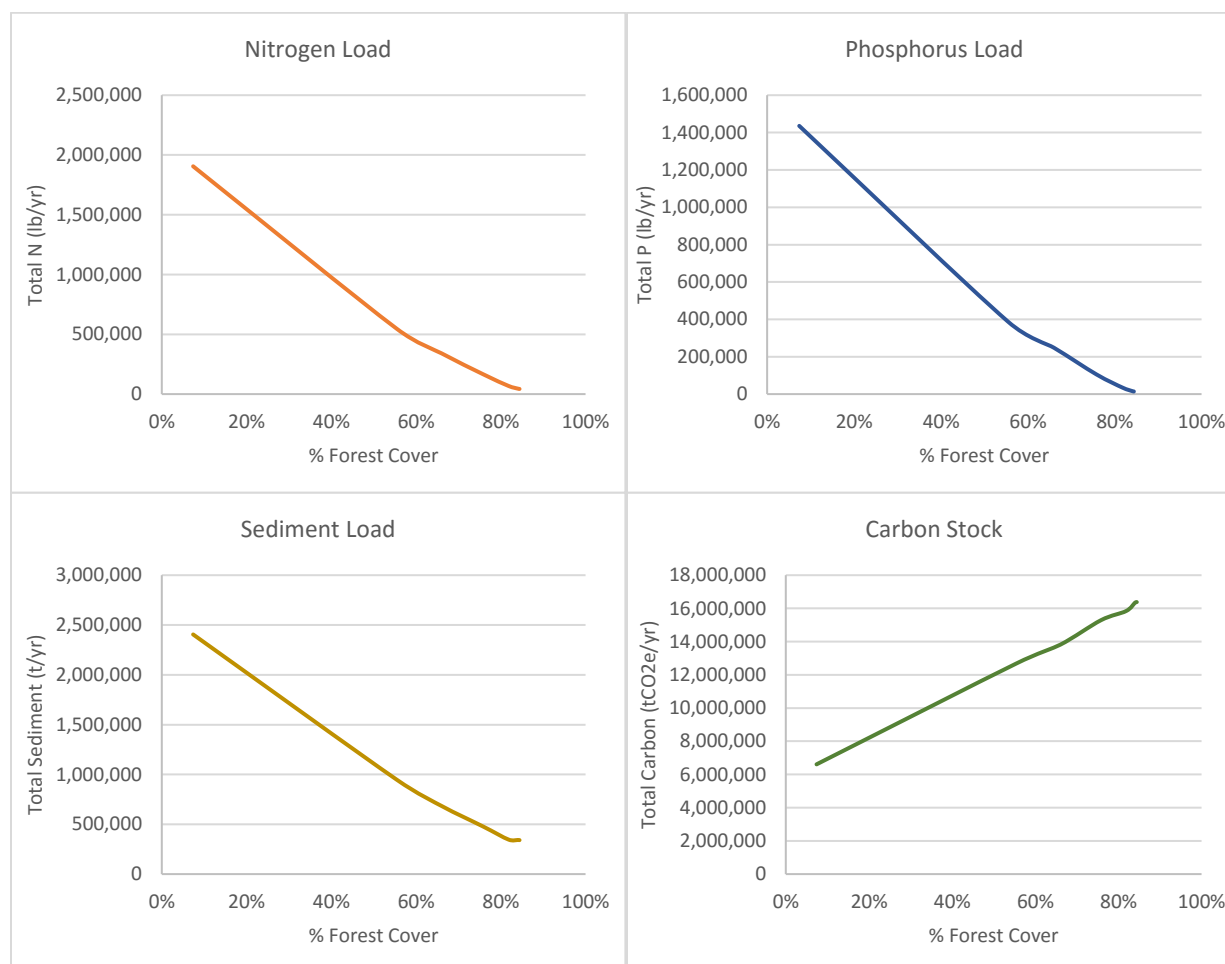 Nitrogen Load
2,500,000
2,000,000
1,500,000
1,000,000
500,000
0
0% 20% 40% 60% 80% 100%
Total N (lb/yr)
% Forest Cover
Phosphorus Load
1,600,000
1,400,000
1,200,000
1,000,000
800,000
600,000
400,000
200,000
0
0% 20% 40% 60% 80% 100%
Total P (lb/yr)
% Forest Cover
Sediment Load
3,000,000
2,500,000
2,000,000
1,500,000
1,000,000
500,000
0
0% 20% 40% 60% 80% 100%
Total Sediment (t/yr)
% Forest Cover
Carbon Stock
18,000,000
16,000,000
14,000,000
12,000,000
10,000,000
8,000,000
6,000,000
4,000,000
2,000,000
0
0% 20% 40% 60% 80% 100%
Total Carbon (tCO2e/yr)
% Forest Cover